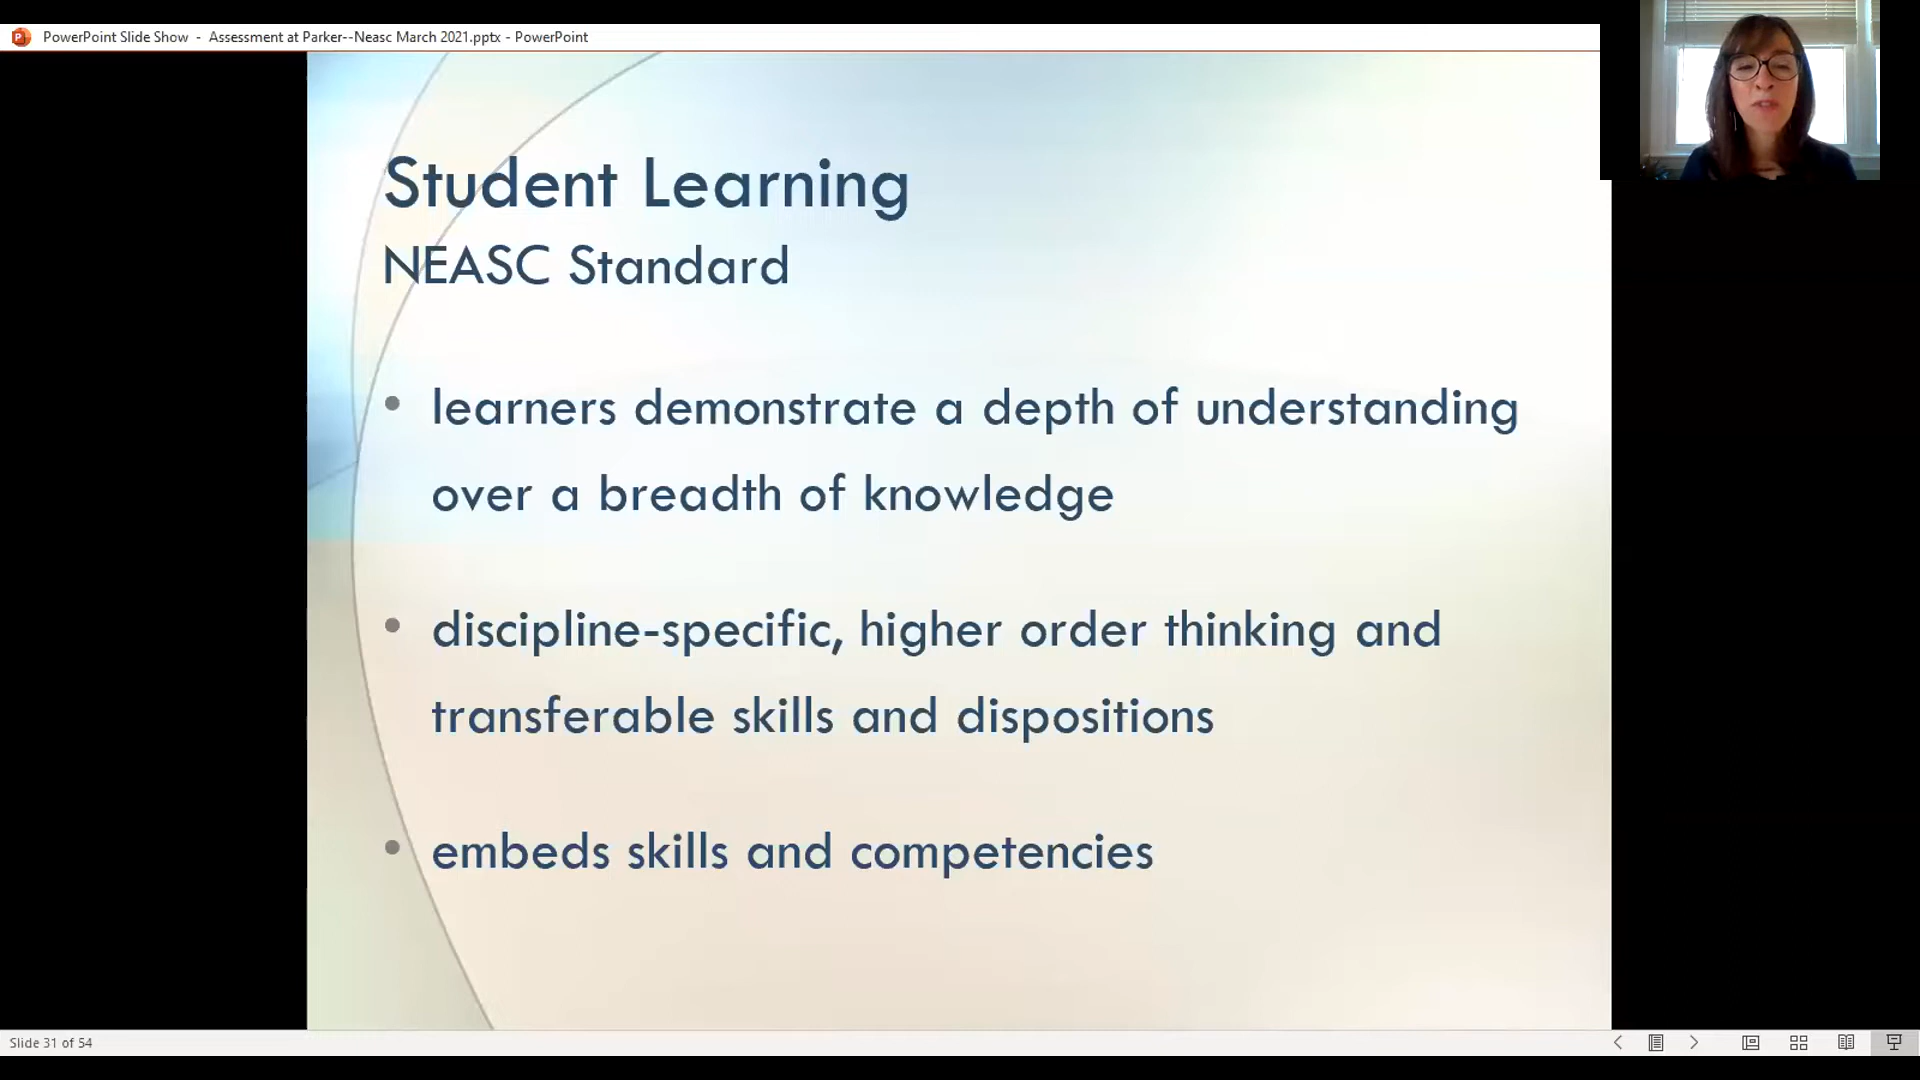 PowerPoint Slide Show - Assessment at Parker--Neasc March 2021.pptx - PowerPoint
Student Learning
NEASC Standard
• learners demonstrate a depth of understanding
over a breadth of knowledge
• discipline-specific, higher order thinking and
transferable skills and dispositions
• embeds skills and competencies
Slide 31 of 54